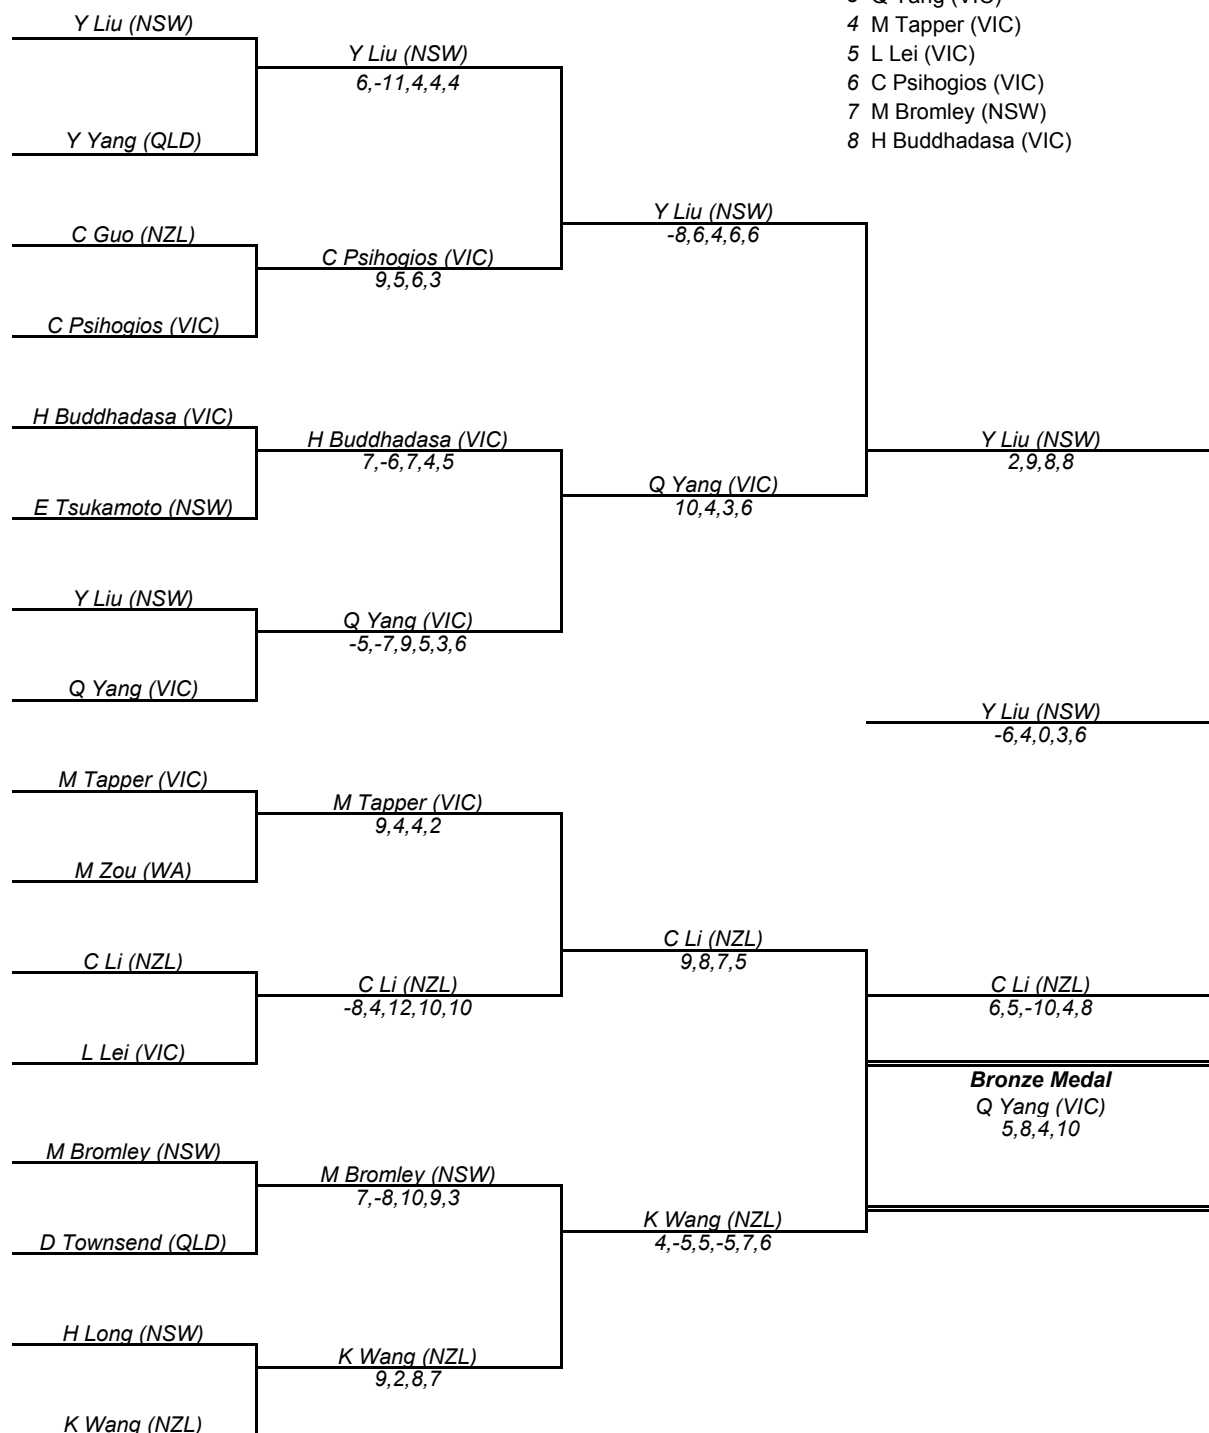 3 Q Yang (VIC)
4 M Tapper (VIC)
5 L Lei (VIC)
6 C Psihogios (VIC)
7 M Bromley (NSW)
8 H Buddhadasa (VIC)
Y Liu (NSW)
Y Liu (NSW)
6,-11,4,4,4
Y Yang (QLD)
Y Liu (NSW)
-8,6,4,6,6
C Guo (NZL)
C Psihogios (VIC)
9,5,6,3
C Psihogios (VIC)
H Buddhadasa (VIC)
H Buddhadasa (VIC)
7,-6,7,4,5
Y Liu (NSW)
2,9,8,8
E Tsukamoto (NSW)
Q Yang (VIC)
10,4,3,6
Y Liu (NSW)
Q Yang (VIC)
-5,-7,9,5,3,6
Q Yang (VIC)
Y Liu (NSW)
-6,4,0,3,6
M Tapper (VIC)
M Tapper (VIC)
9,4,4,2
M Zou (WA)
C Li (NZL)
9,8,7,5
C Li (NZL)
C Li (NZL)
-8,4,12,10,10
C Li (NZL)
6,5,-10,4,8
L Lei (VIC)
Bronze Medal
Q Yang (VIC)
5,8,4,10
M Bromley (NSW)
M Bromley (NSW)
7,-8,10,9,3
K Wang (NZL)
4,-5,5,-5,7,6
D Townsend (QLD)
H Long (NSW)
K Wang (NZL)
9,2,8,7
K Wang (NZL)